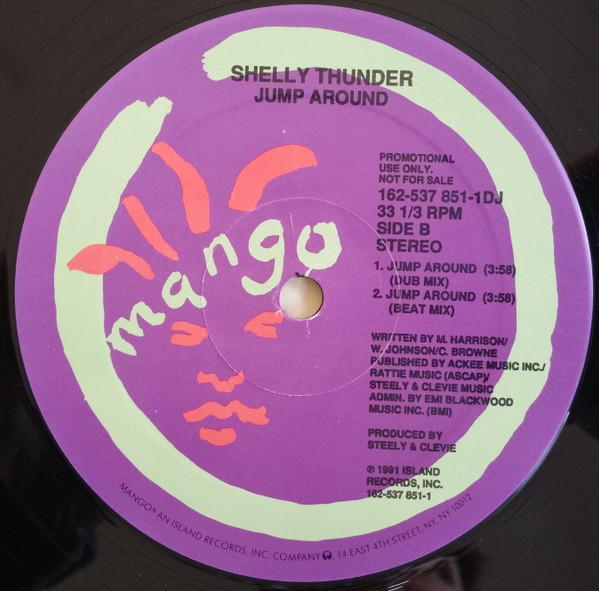 SHELLY THUNDER
JUMP AROUND
PROMOTIONAL
USE ONLY.
NOT FOR SALE
162-537 851-1DJ
33 1/3 RPM
SIDE B
STEREO
mango
1. JUMP AROUND (3:58)
(DUB MIX)
2. JUMP AROUND (3:58)
(BEAT MIX)
WRITTEN BY M. HARRISON/
W. JOHNSON/C. BROWNE
PUBLISHED BY ACKEE MUSIC INC./
RATTIE MUSIC (ASCAP)/
STEELY & CLEVIE MUSIC
ADMIN. BY EMI BLACKWOOD
MUSIC INC. (BMI)
PRODUCED BY
STEELY & CLEVIE
℗ 1991 ISLAND
RECORDS, INC.
162-537 851-1
MANGO® AN ISLAND RECORDS, INC. COMPANY, 14 EAST 4TH STREET, NY, NY 10012